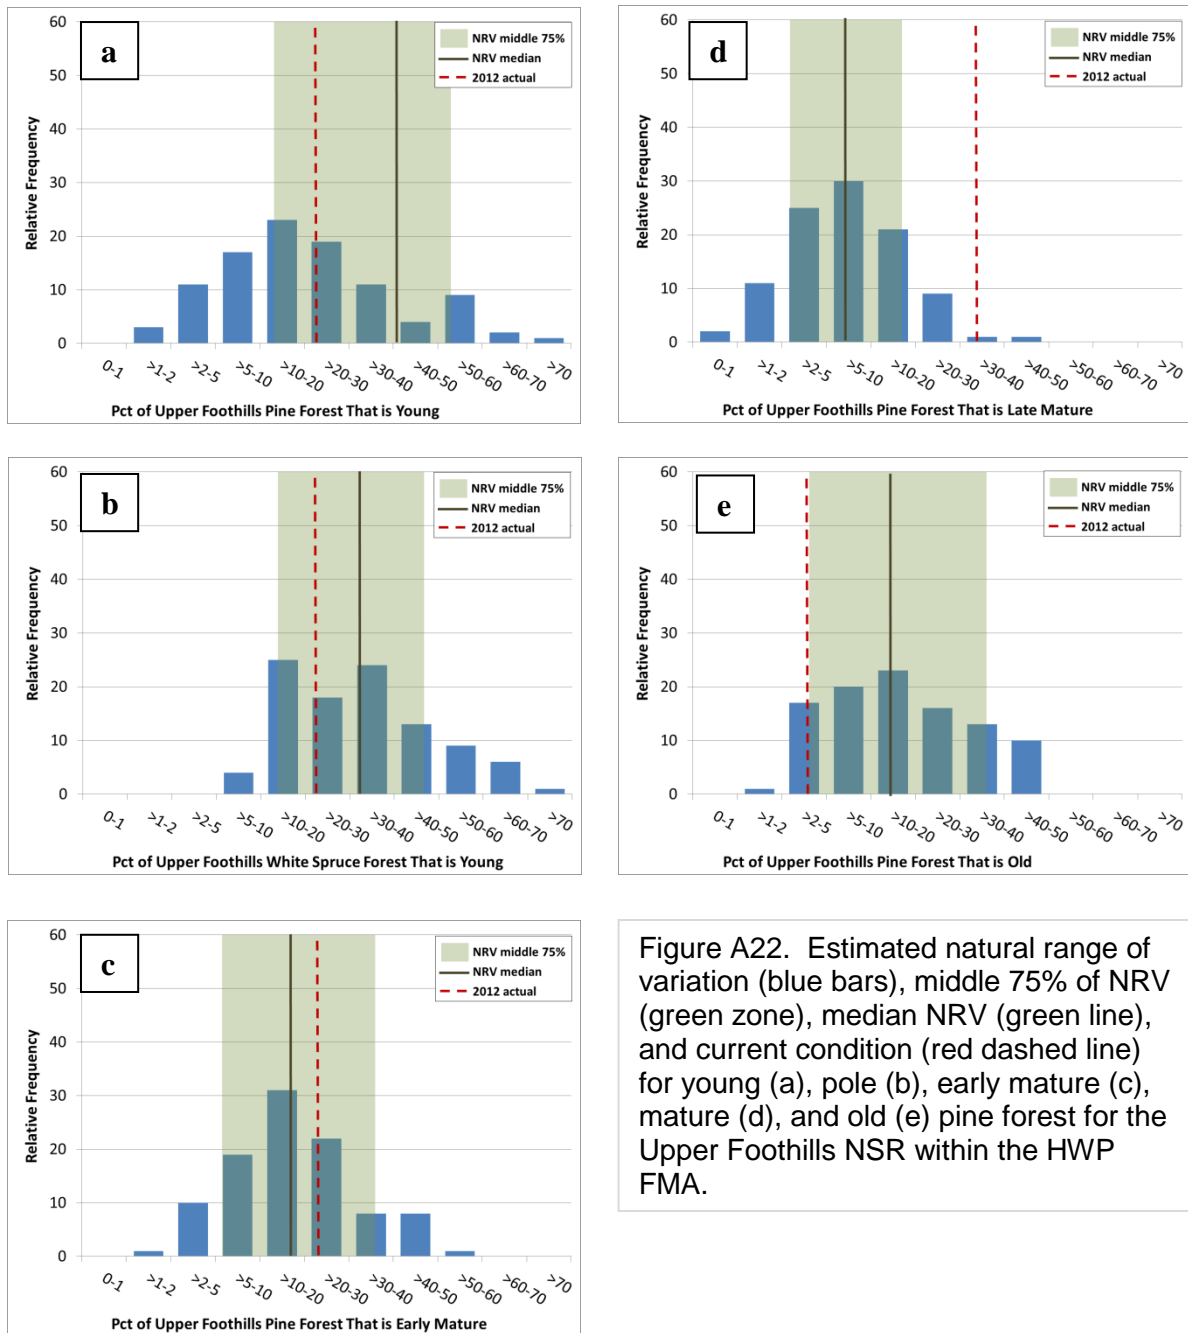 a
60
50
40
30
20
10
0
Relative Frequency
NRV middle 75%
NRV median
2012 actual
0-1
>1-2
>2-5
>5-10
>10-20
>20-30
>30-40
>40-50
>50-60
>60-70
>70
Pct of Upper Foothills Pine Forest That is Young
b
60
50
40
30
20
10
0
Relative Frequency
NRV middle 75%
NRV median
2012 actual
0-1
>1-2
>2-5
>5-10
>10-20
>20-30
>30-40
>40-50
>50-60
>60-70
>70
Pct of Upper Foothills White Spruce Forest That is Young
c
60
50
40
30
20
10
0
Relative Frequency
NRV middle 75%
NRV median
2012 actual
0-1
>1-2
>2-5
>5-10
>10-20
>20-30
>30-40
>40-50
>50-60
>60-70
>70
Pct of Upper Foothills Pine Forest That is Early Mature
d
60
50
40
30
20
10
0
Relative Frequency
NRV middle 75%
NRV median
2012 actual
0-1
>1-2
>2-5
>5-10
>10-20
>20-30
>30-40
>40-50
>50-60
>60-70
>70
Pct of Upper Foothills Pine Forest That is Late Mature
e
60
50
40
30
20
10
0
Relative Frequency
NRV middle 75%
NRV median
2012 actual
0-1
>1-2
>2-5
>5-10
>10-20
>20-30
>30-40
>40-50
>50-60
>60-70
>70
Pct of Upper Foothills Pine Forest That is Old
Figure A22. Estimated natural range of
variation (blue bars), middle 75% of NRV
(green zone), median NRV (green line),
and current condition (red dashed line)
for young (a), pole (b), early mature (c),
mature (d), and old (e) pine forest for the
Upper Foothills NSR within the HWP
FMA.